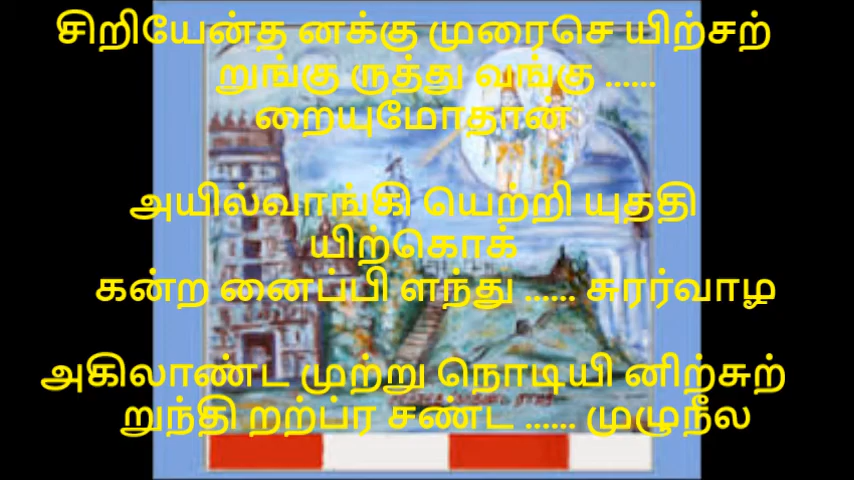 சிறியேன்த னக்கு முரைசெ யிற்சற்
றுங்கு ருத்து வங்கு ......
றையுமோதான்
அயில்வாங்கி யெற்றி யுததி
யிற்கொக்
கன்ற னைப்பி ளந்து ...... சுரர்வாழ
அகிலாண்ட முற்று நொடியி னிற்சுற்
றுந்தி றற்ப்ர சண்ட ...... முழுநீல